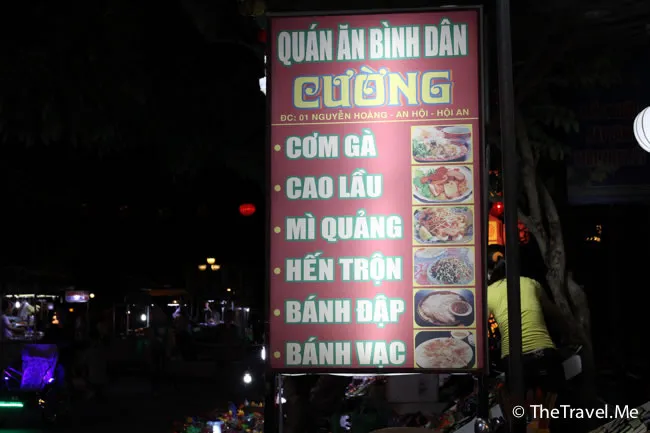 QUÁN ĂN BÌNH DÂN
CƯỜNG
ĐC: 01 NGUYỄN HOÀNG - AN HỘI - HỘI AN
• CƠM GÀ
• CAO LẦU
• MÌ QUẢNG
• HẾN TRỘN
• BÁNH ĐẬP
• BÁNH VẠC
© TheTravel.Me